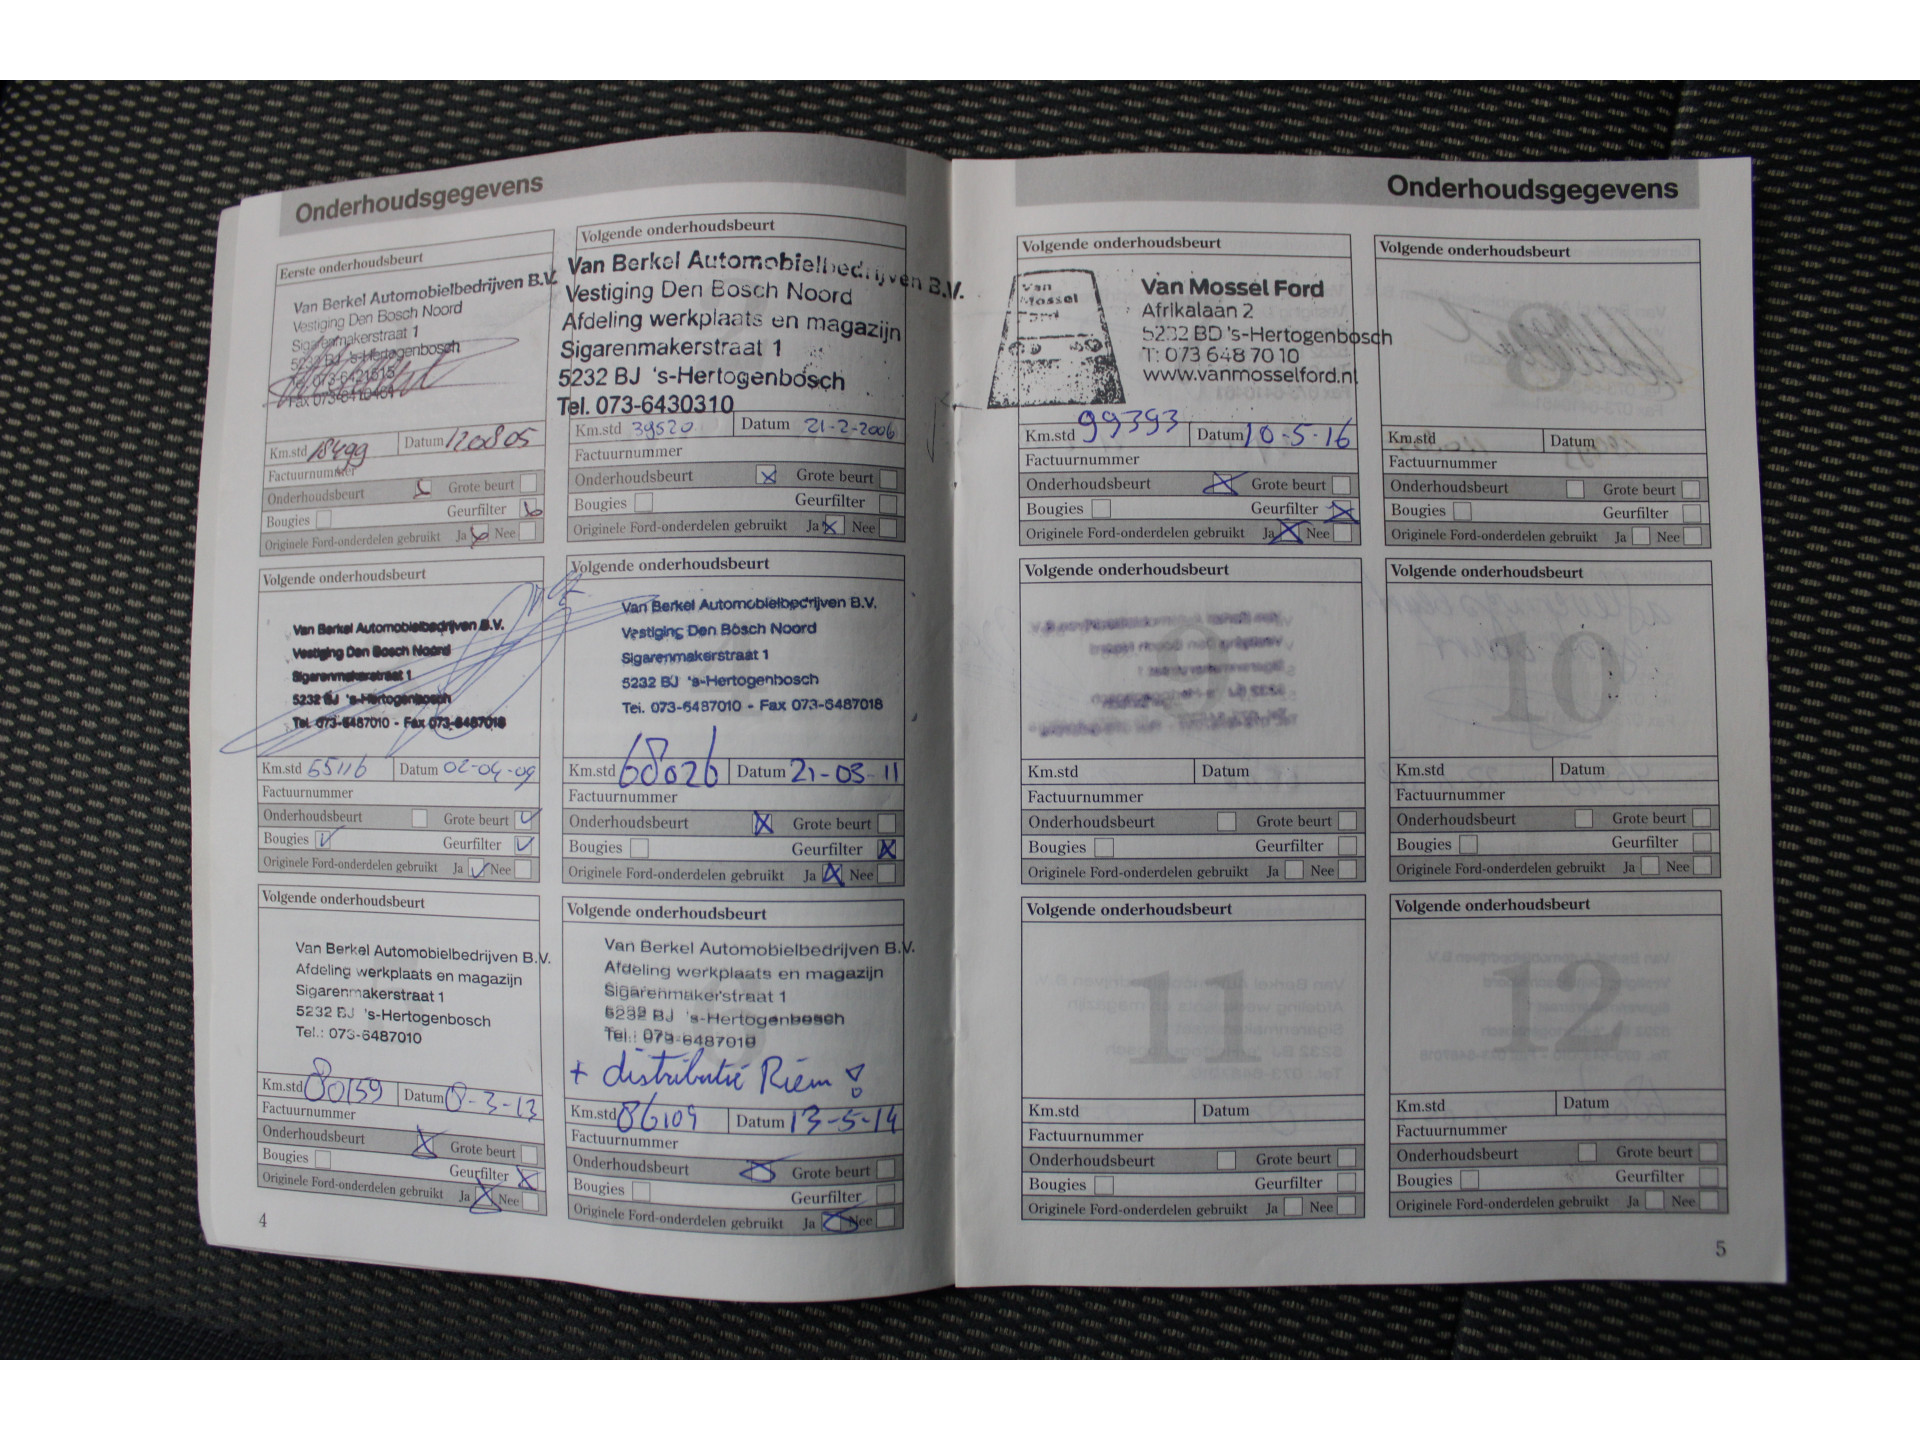 Onderhoudsgegevens
Eerste onderhoudsbeurt
Van Berkel Automobielbedrijven B.V.
Vestiging Den Bosch Noord
Sigarenmakerstraat 1
5232 BJ 's-Hertogenbosch
Tel. 073-6421515
Fax 073-6410461
Km.std 18499 Datum 120805
Factuurnummer
Onderhoudsbeurt Grote beurt
Bougies Geurfilter
Originele Ford-onderdelen gebruikt Ja Nee
Volgende onderhoudsbeurt
Van Berkel Automobielbedrijven B.V.
Vestiging Den Bosch Noord
Afdeling werkplaats en magazijn
Sigarenmakerstraat 1
5232 BJ 's-Hertogenbosch
Tel. 073-6430310
Km.std 39520 Datum 21-2-2006
Factuurnummer
Onderhoudsbeurt Grote beurt
Bougies Geurfilter
Originele Ford-onderdelen gebruikt Ja Nee
Volgende onderhoudsbeurt
Van Berkel Automobielbedrijven B.V.
Vestiging Den Bosch Noord
Sigarenmakerstraat 1
5232 BJ 's-Hertogenbosch
Tel. 073-6487010 - Fax 073-6487018
Km.std 55116 Datum 02-04-09
Factuurnummer
Onderhoudsbeurt Grote beurt
Bougies Geurfilter
Originele Ford-onderdelen gebruikt Ja Nee
Volgende onderhoudsbeurt
Van Berkel Automobielbedrijven B.V.
Vestiging Den Bosch Noord
Sigarenmakerstraat 1
5232 BJ 's-Hertogenbosch
Tel. 073-6487010 - Fax 073-6487018
Km.std 68026 Datum 21-03-11
Factuurnummer
Onderhoudsbeurt Grote beurt
Bougies Geurfilter
Originele Ford-onderdelen gebruikt Ja Nee
Volgende onderhoudsbeurt
Van Berkel Automobielbedrijven B.V.
Afdeling werkplaats en magazijn
Sigarenmakerstraat 1
5232 BJ 's-Hertogenbosch
Tel.: 073-6487010
Km.std 80159 Datum 8-3-13
Factuurnummer
Onderhoudsbeurt Grote beurt
Bougies Geurfilter
Originele Ford-onderdelen gebruikt Ja Nee
Volgende onderhoudsbeurt
Van Berkel Automobielbedrijven B.V.
Afdeling werkplaats en magazijn
Sigarenmakerstraat 1
5232 BJ 's-Hertogenbosch
Tel.: 073-6487010
+ distributie Riem !
Km.std 86109 Datum 13-5-14
Factuurnummer
Onderhoudsbeurt Grote beurt
Bougies Geurfilter
Originele Ford-onderdelen gebruikt Ja Nee
4
Onderhoudsgegevens
Volgende onderhoudsbeurt
Van
Mossel
Ford
Van Mossel Ford
Afrikalaan 2
5232 BD 's-Hertogenbosch
T: 073 648 70 10
www.vanmosselford.nl
Km.std 99393 Datum 10-5-16
Factuurnummer
Onderhoudsbeurt Grote beurt
Bougies Geurfilter
Originele Ford-onderdelen gebruikt Ja Nee
Volgende onderhoudsbeurt
8
Km.std Datum
Factuurnummer
Onderhoudsbeurt Grote beurt
Bougies Geurfilter
Originele Ford-onderdelen gebruikt Ja Nee
Volgende onderhoudsbeurt
9
Km.std Datum
Factuurnummer
Onderhoudsbeurt Grote beurt
Bougies Geurfilter
Originele Ford-onderdelen gebruikt Ja Nee
Volgende onderhoudsbeurt
10
Km.std Datum
Factuurnummer
Onderhoudsbeurt Grote beurt
Bougies Geurfilter
Originele Ford-onderdelen gebruikt Ja Nee
Volgende onderhoudsbeurt
11
Km.std Datum
Factuurnummer
Onderhoudsbeurt Grote beurt
Bougies Geurfilter
Originele Ford-onderdelen gebruikt Ja Nee
Volgende onderhoudsbeurt
12
Km.std Datum
Factuurnummer
Onderhoudsbeurt Grote beurt
Bougies Geurfilter
Originele Ford-onderdelen gebruikt Ja Nee
5